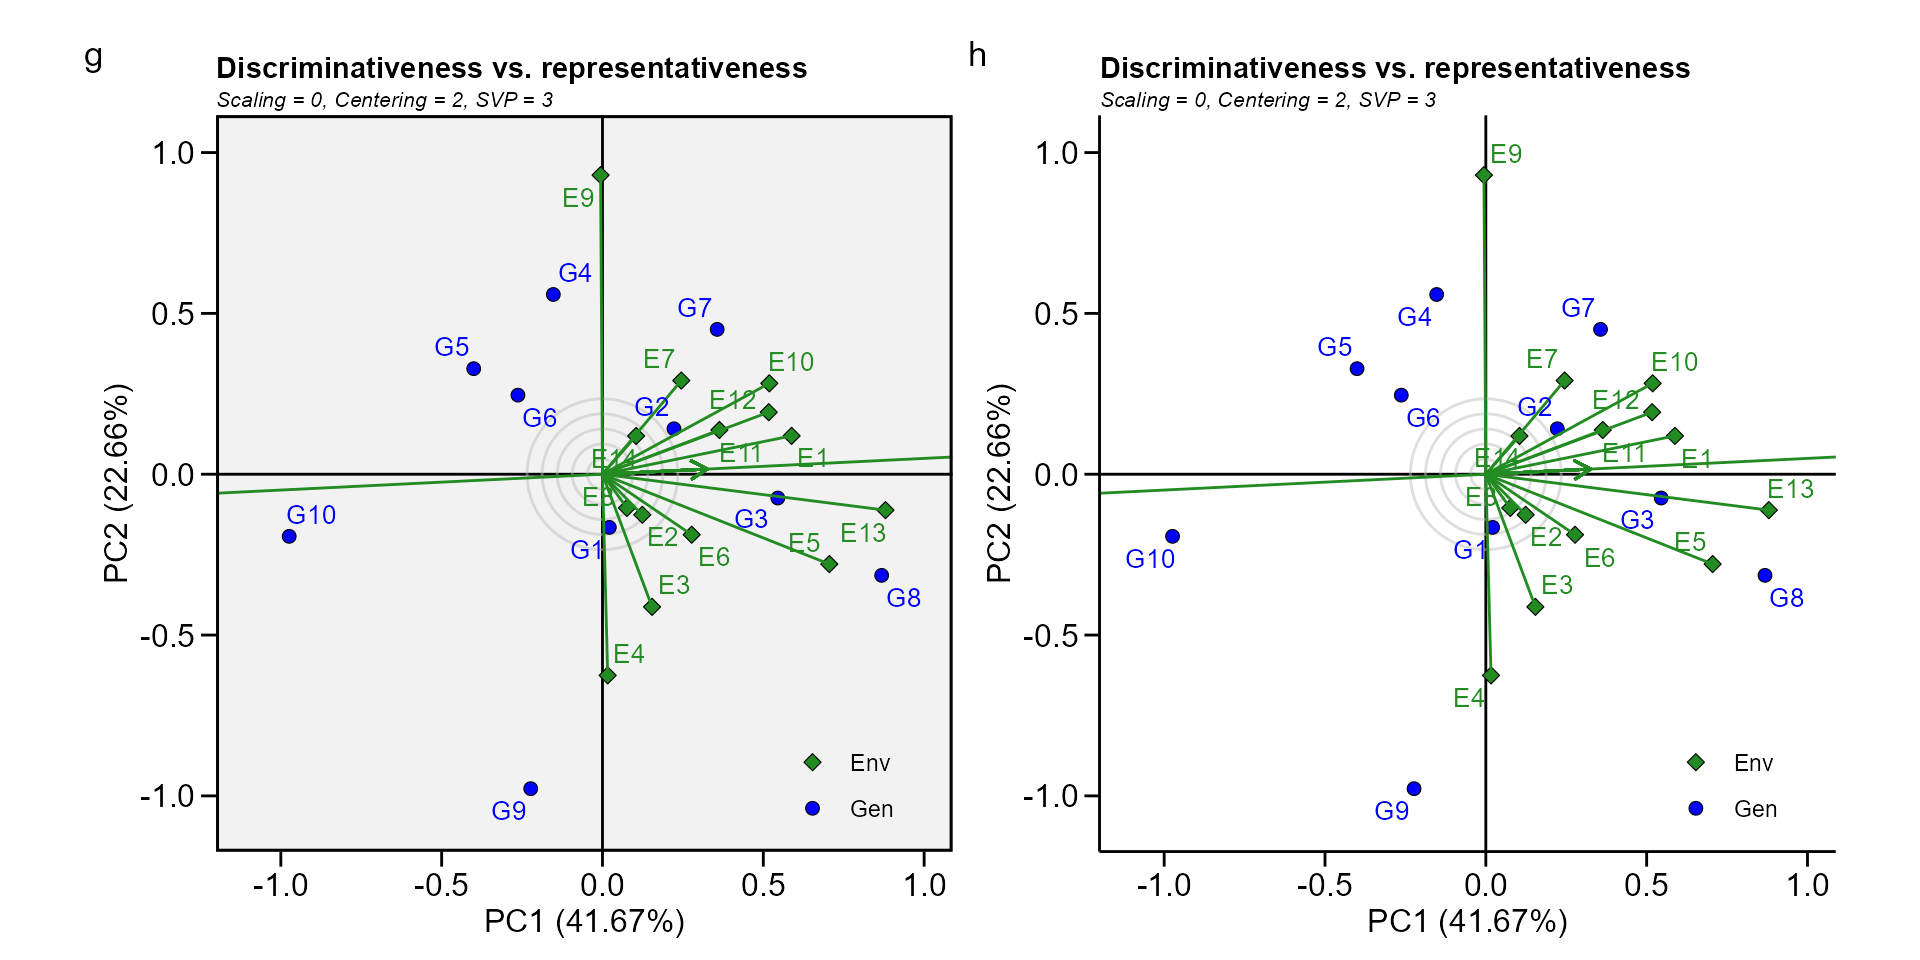 g
Discriminativeness vs. representativeness
Scaling = 0, Centering = 2, SVP = 3
1.0
0.5
0.0
-0.5
-1.0
PC2 (22.66%)
E9
G4
G7
G5
E7
E10
E12
G2
G6
E11
E1
E14
G10
G3
E13
E2
E5
G1
E6
E3
G8
E4
G9
Env
Gen
-1.0
-0.5
0.0
0.5
1.0
PC1 (41.67%)
h
Discriminativeness vs. representativeness
Scaling = 0, Centering = 2, SVP = 3
1.0
0.5
0.0
-0.5
-1.0
PC2 (22.66%)
E9
G7
G4
G5
E7
E10
E12
G2
G6
E11
E1
E14
E13
G3
E2
E5
G1
G10
E6
E3
G8
E4
G9
Env
Gen
-1.0
-0.5
0.0
0.5
1.0
PC1 (41.67%)